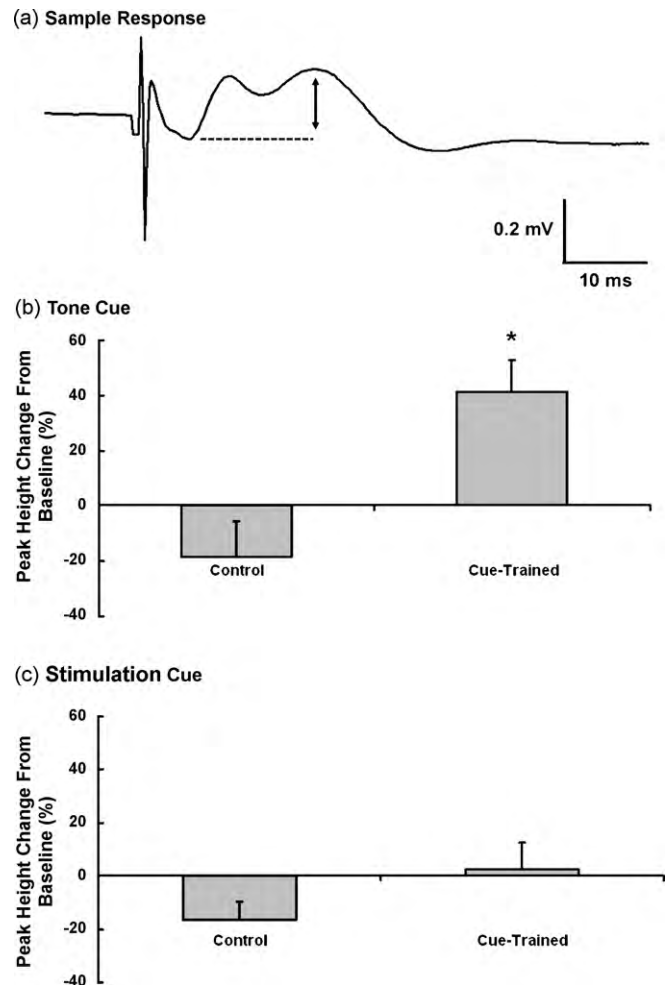 (a) Sample Response
0.2 mV
10 ms
(b) Tone Cue
Peak Height Change From
Baseline (%)
60
40
20
0
-20
-40
*
Control
Cue-Trained
(c) Stimulation Cue
Peak Height Change From
Baseline (%)
60
40
20
0
-20
-40
Control
Cue-Trained